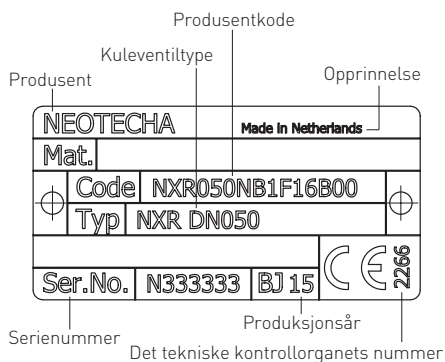 Produsentkode
Kuleventiltype
Produsent
Opprinnelse
NEOTECHA Made in Netherlands
Mat.
Code NXR050NB1F16B00
Typ NXR DN050
CE 2266
Ser.No. N333333 BJ 15
Produksjonsår
Serienummer
Det tekniske kontrollorganets nummer